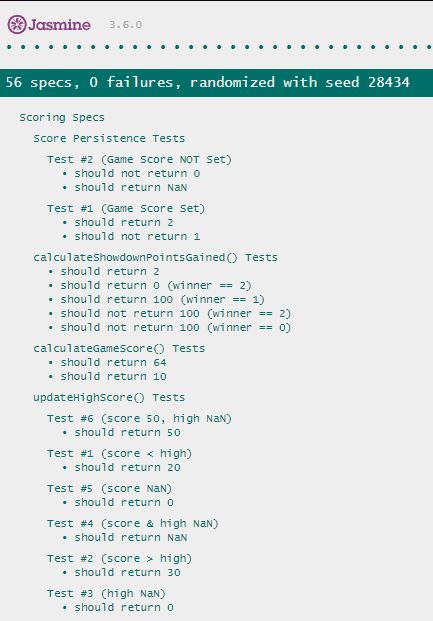 Jasmine 3.6.0
56 specs, 0 failures, randomized with seed 28434
Scoring Specs
Score Persistence Tests
Test #2 (Game Score NOT Set)
• should not return 0
• should return NaN
Test #1 (Game Score Set)
• should return 2
• should not return 1
calculateShowdownPointsGained() Tests
• should return 2
• should return 0 (winner == 2)
• should return 100 (winner == 1)
• should not return 100 (winner == 2)
• should not return 100 (winner == 0)
calculateGameScore() Tests
• should return 64
• should return 10
updateHighScore() Tests
Test #6 (score 50, high NaN)
• should return 50
Test #1 (score < high)
• should return 20
Test #5 (score NaN)
• should return 0
Test #4 (score & high NaN)
• should return NaN
Test #2 (score > high)
• should return 30
Test #3 (high NaN)
• should return 0